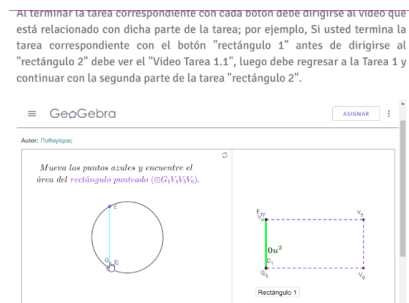 Al terminar la tarea correspondiente con cada botón debe dirigirse al video que
está relacionado con dicha parte de la tarea; por ejemplo, Si usted termina la
tarea correspondiente con el botón "rectángulo 1" antes de dirigirse al
"rectángulo 2" debe ver el "Video Tarea 1.1", luego debe regresar a la Tarea 1 y
continuar con la segunda parte de la tarea "rectángulo 2".
GeoGebra
ASIGNAR
Autor: Πυθαγόρας
Mueva los puntos azules y encuentre el
área del rectángulo punteado (⊡G₁V₄V₅V₆).
E
0u²
D₁
G₁
V₅
V₆
Rectangulo 1